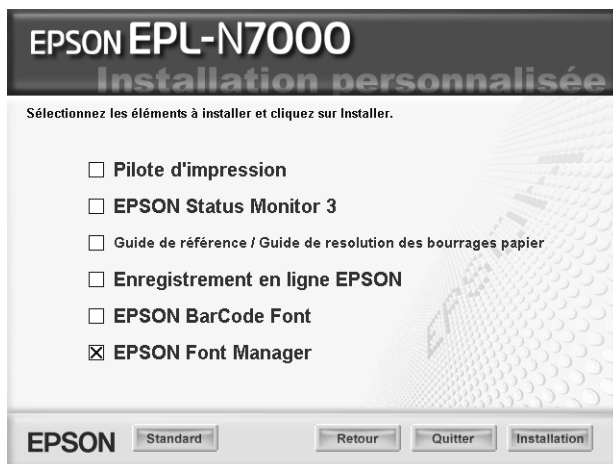 EPSON EPL-N7000
Installation personnalisée
Sélectionnez les éléments à installer et cliquez sur Installer.
Pilote d'impression
EPSON Status Monitor 3
Guide de référence / Guide de resolution des bourrages papier
Enregistrement en ligne EPSON
EPSON BarCode Font
EPSON Font Manager
EPSON
EPSON Standard Retour Quitter Installation